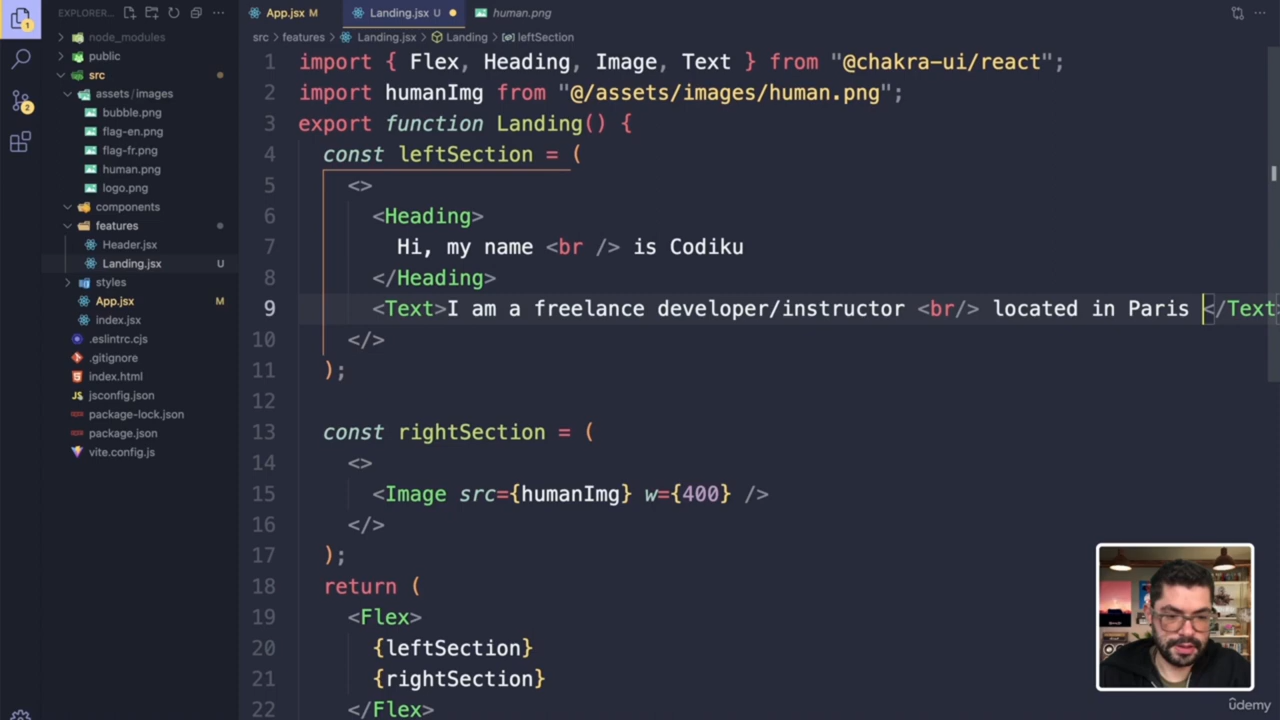 1
EXPLORER...
App.jsx M
Landing.jsx U
human.png
node_modules
src > features > Landing.jsx > Landing > leftSection
public
1 import { Flex, Heading, Image, Text } from "@chakra-ui/react";
src
2 import humanImg from "@/assets/images/human.png";
assets/images
2
bubble.png
3 export function Landing() {
flag-en.png
flag-fr.png
4 const leftSection = (
human.png
5 <>
logo.png
components
6 <Heading>
features
Header.jsx
7 Hi, my name <br /> is Codiku
Landing.jsx U
8 </Heading>
styles
App.jsx M
9 <Text>I am a freelance developer/instructor <br/> located in Paris </Text
index.jsx
.eslintrc.cjs
10 </>
.gitignore
11 );
index.html
jsconfig.json
12
package-lock.json
package.json
13 const rightSection = (
vite.config.js
14 <>
15 <Image src={humanImg} w={400} />
16 </>
17 );
18 return (
19 <Flex>
20 {leftSection}
21 {rightSection}
22 </Flex>
ûdemy